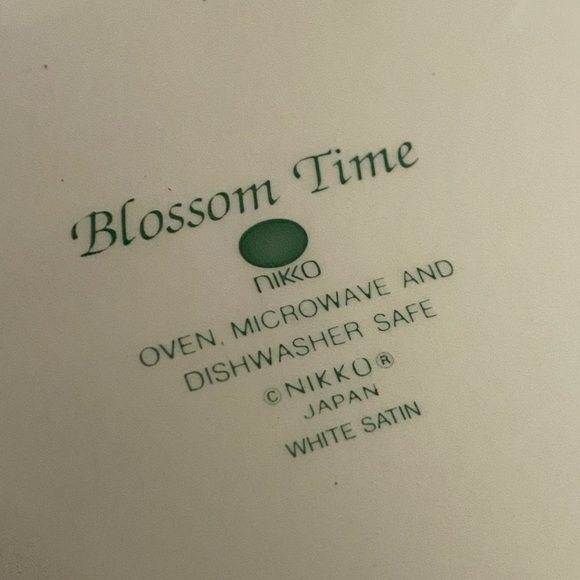 Blossom Time
NIKKO
OVEN, MICROWAVE AND
DISHWASHER SAFE
©NIKKO®
JAPAN
WHITE SATIN